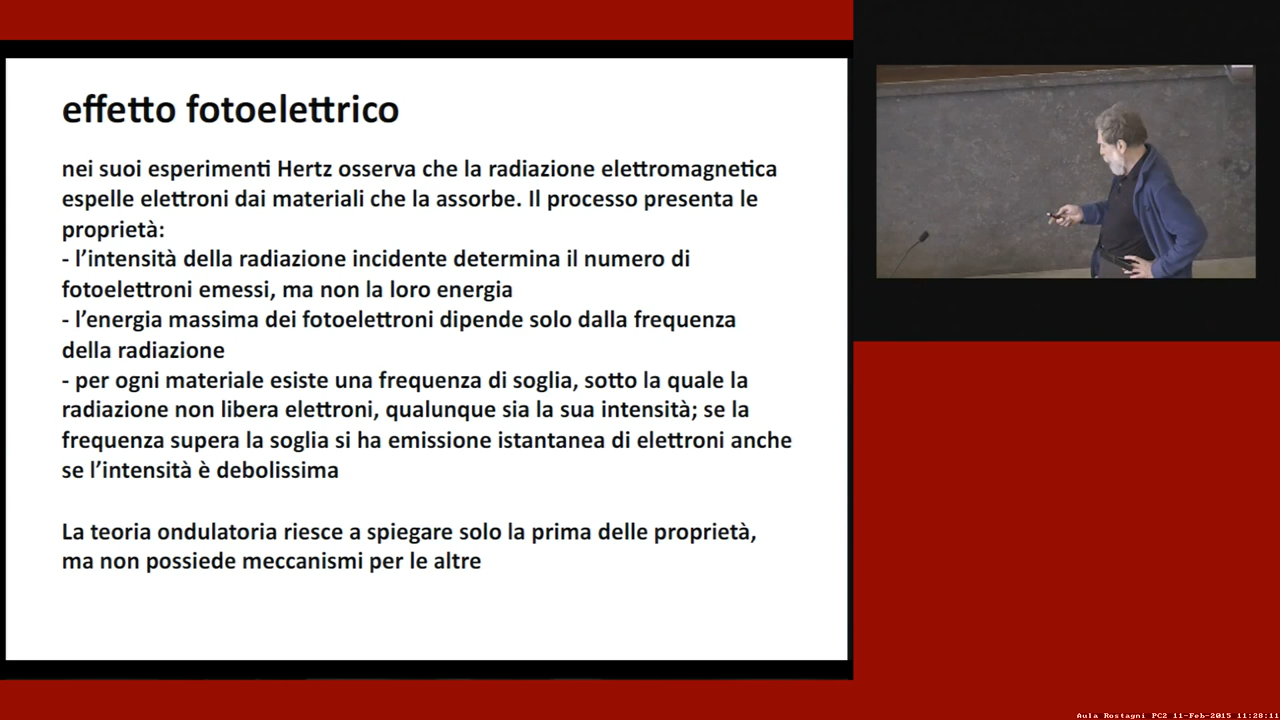 effetto fotoelettrico
nei suoi esperimenti Hertz osserva che la radiazione elettromagnetica
espelle elettroni dai materiali che la assorbe. Il processo presenta le
proprietà:
- l’intensità della radiazione incidente determina il numero di
fotoelettroni emessi, ma non la loro energia
- l’energia massima dei fotoelettroni dipende solo dalla frequenza
della radiazione
- per ogni materiale esiste una frequenza di soglia, sotto la quale la
radiazione non libera elettroni, qualunque sia la sua intensità; se la
frequenza supera la soglia si ha emissione istantanea di elettroni anche
se l’intensità è debolissima
La teoria ondulatoria riesce a spiegare solo la prima delle proprietà,
ma non possiede meccanismi per le altre
Aula Rostagni PC2 11-Feb-2015 11:28:11